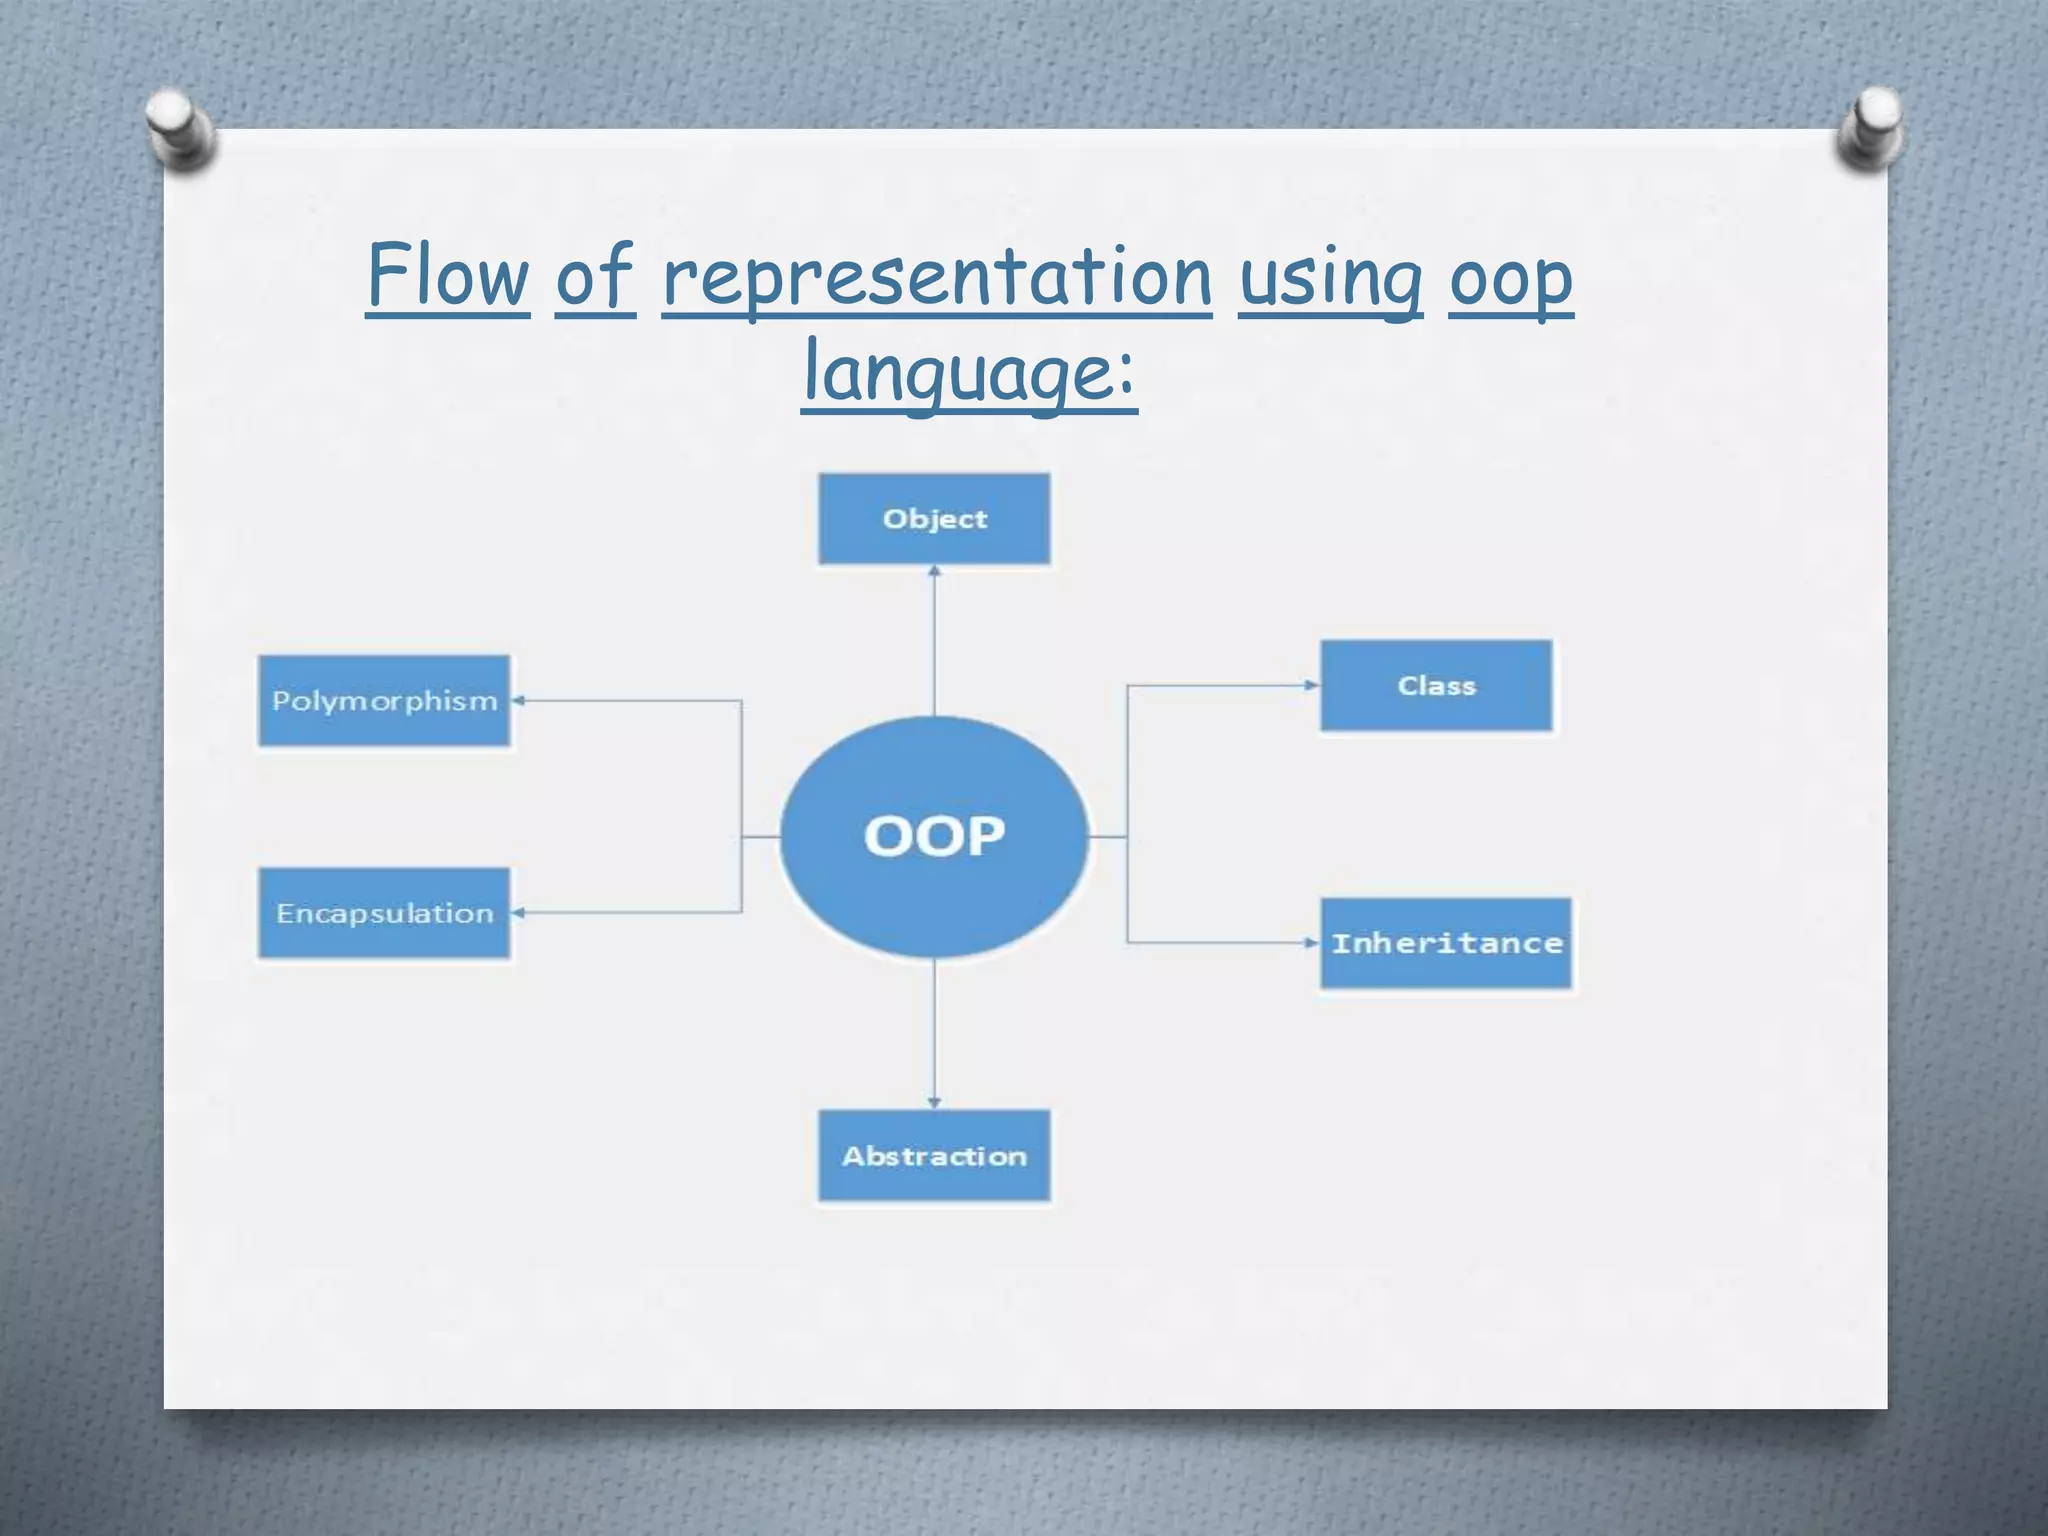 Flow of representation using oop
language:
Object
Polymorphism
Class
OOP
Encapsulation
Inheritance
Abstraction